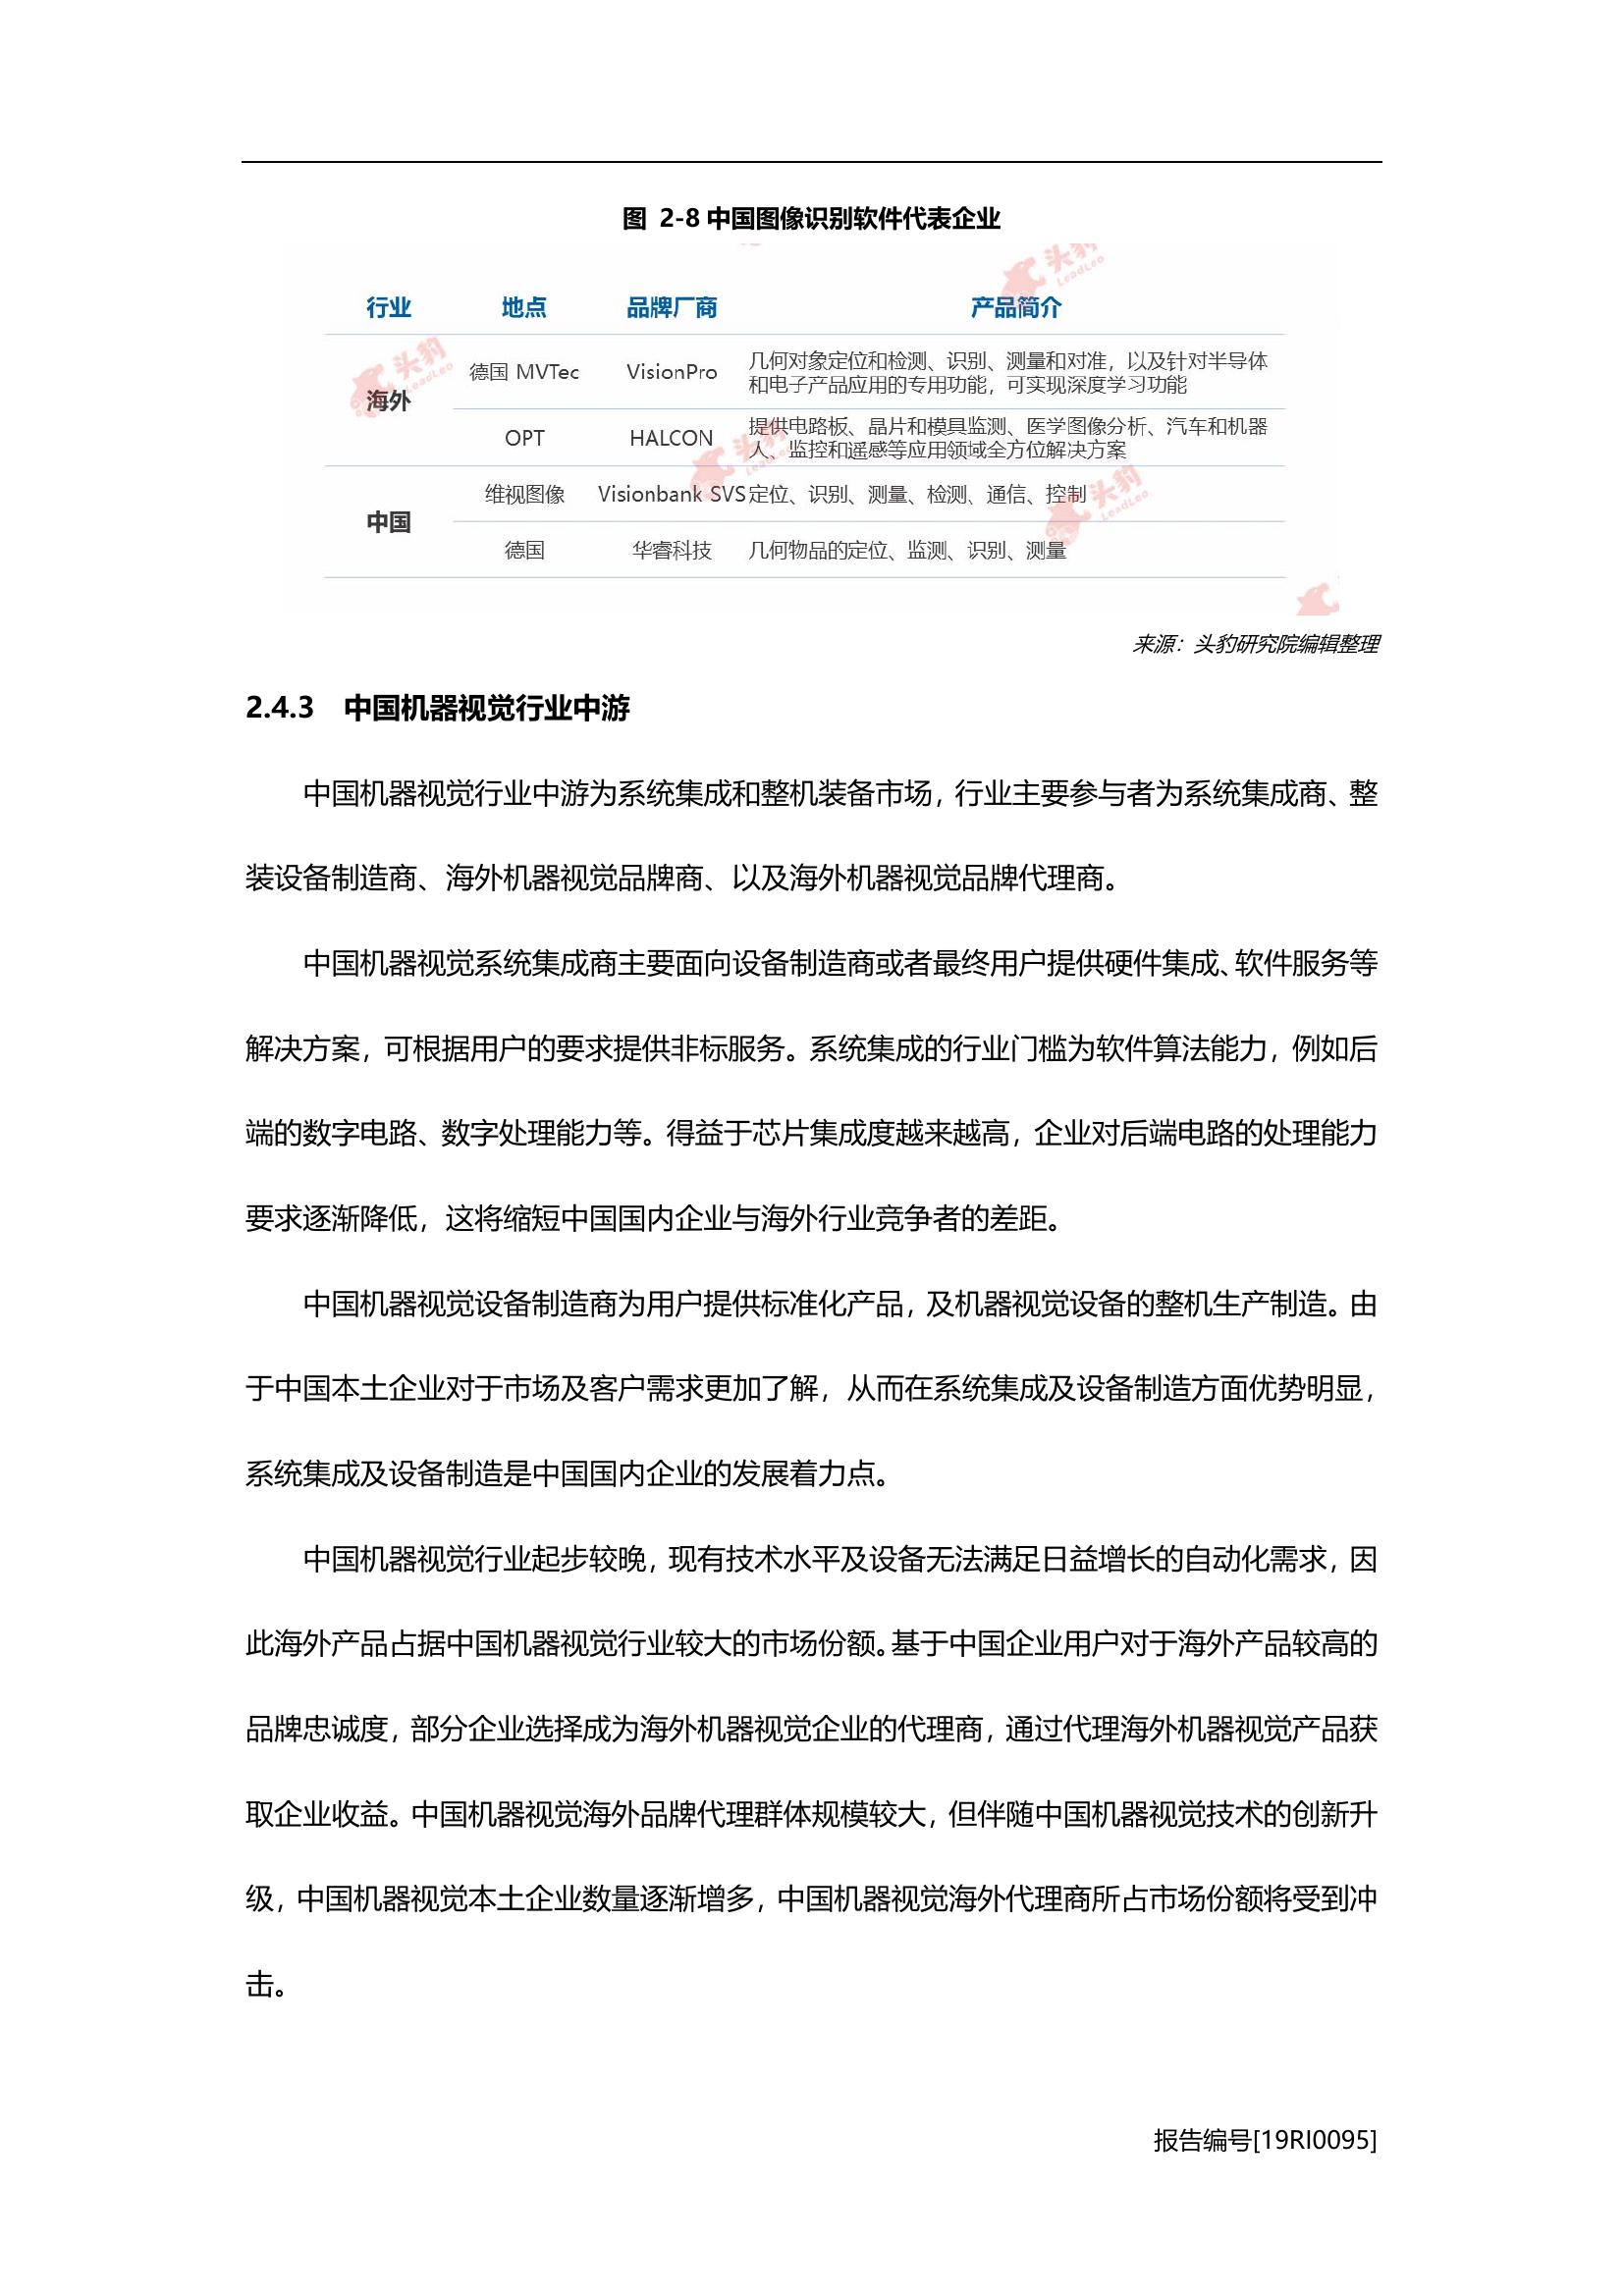 图 2-8 中国图像识别软件代表企业
行业 地点 品牌厂商 产品简介
海外
德国 MVTec VisionPro 几何对象定位和检测、识别、测量和对准，以及针对半导体
和电子产品应用的专用功能，可实现深度学习功能
OPT HALCON 提供电路板、晶片和模具监测、医学图像分析、汽车和机器
人、监控和遥感等应用领域全方位解决方案
中国
维视图像 Visionbank SVS 定位、识别、测量、检测、通信、控制
德国 华睿科技 几何物品的定位、监测、识别、测量
头豹
LeadLeo
头豹
LeadLeo
头豹
LeadLeo
头豹
LeadLeo
来源：头豹研究院编辑整理
2.4.3 中国机器视觉行业中游
中国机器视觉行业中游为系统集成和整机装备市场，行业主要参与者为系统集成商、整
装设备制造商、海外机器视觉品牌商、以及海外机器视觉品牌代理商。
中国机器视觉系统集成商主要面向设备制造商或者最终用户提供硬件集成、软件服务等
解决方案，可根据用户的要求提供非标服务。系统集成的行业门槛为软件算法能力，例如后
端的数字电路、数字处理能力等。得益于芯片集成度越来越高，企业对后端电路的处理能力
要求逐渐降低，这将缩短中国国内企业与海外行业竞争者的差距。
中国机器视觉设备制造商为用户提供标准化产品，及机器视觉设备的整机生产制造。由
于中国本土企业对于市场及客户需求更加了解，从而在系统集成及设备制造方面优势明显，
系统集成及设备制造是中国国内企业的发展着力点。
中国机器视觉行业起步较晚，现有技术水平及设备无法满足日益增长的自动化需求，因
此海外产品占据中国机器视觉行业较大的市场份额。基于中国企业用户对于海外产品较高的
品牌忠诚度，部分企业选择成为海外机器视觉企业的代理商，通过代理海外机器视觉产品获
取企业收益。中国机器视觉海外品牌代理群体规模较大，但伴随中国机器视觉技术的创新升
级，中国机器视觉本土企业数量逐渐增多，中国机器视觉海外代理商所占市场份额将受到冲
击。
报告编号[19RI0095]